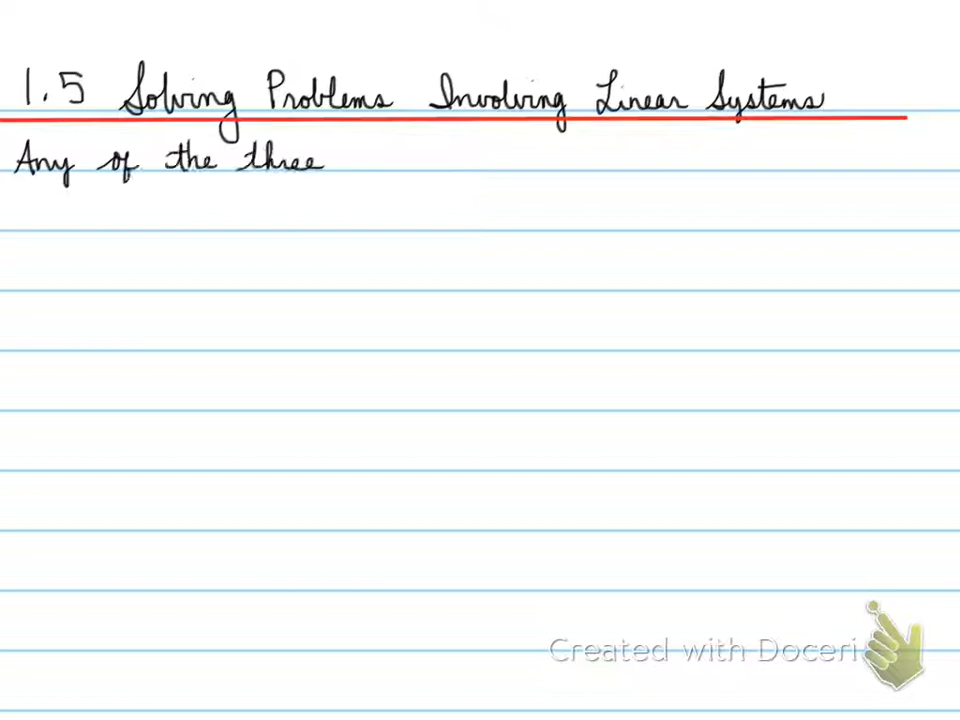 1.5 Solving Problems Involving Linear Systems
Any of the three
Created with Doceri